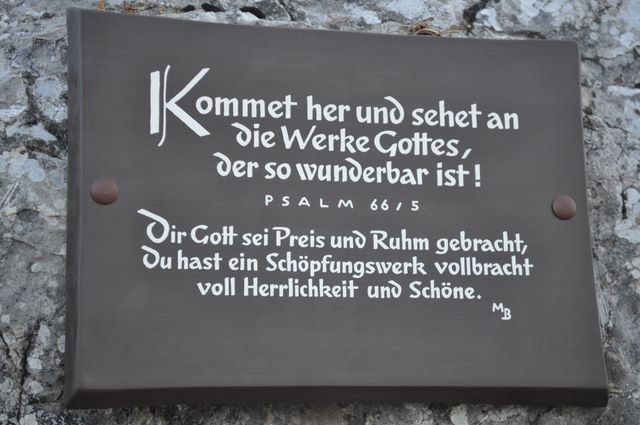 Kommet her und sehet an
die Werke Gottes,
der so wunderbar ist!
PSALM 66/5
Dir Gott sei Preis und Ruhm gebracht,
Du hast ein Schöpfungswerk vollbracht
voll Herrlichkeit und Schöne.
MB